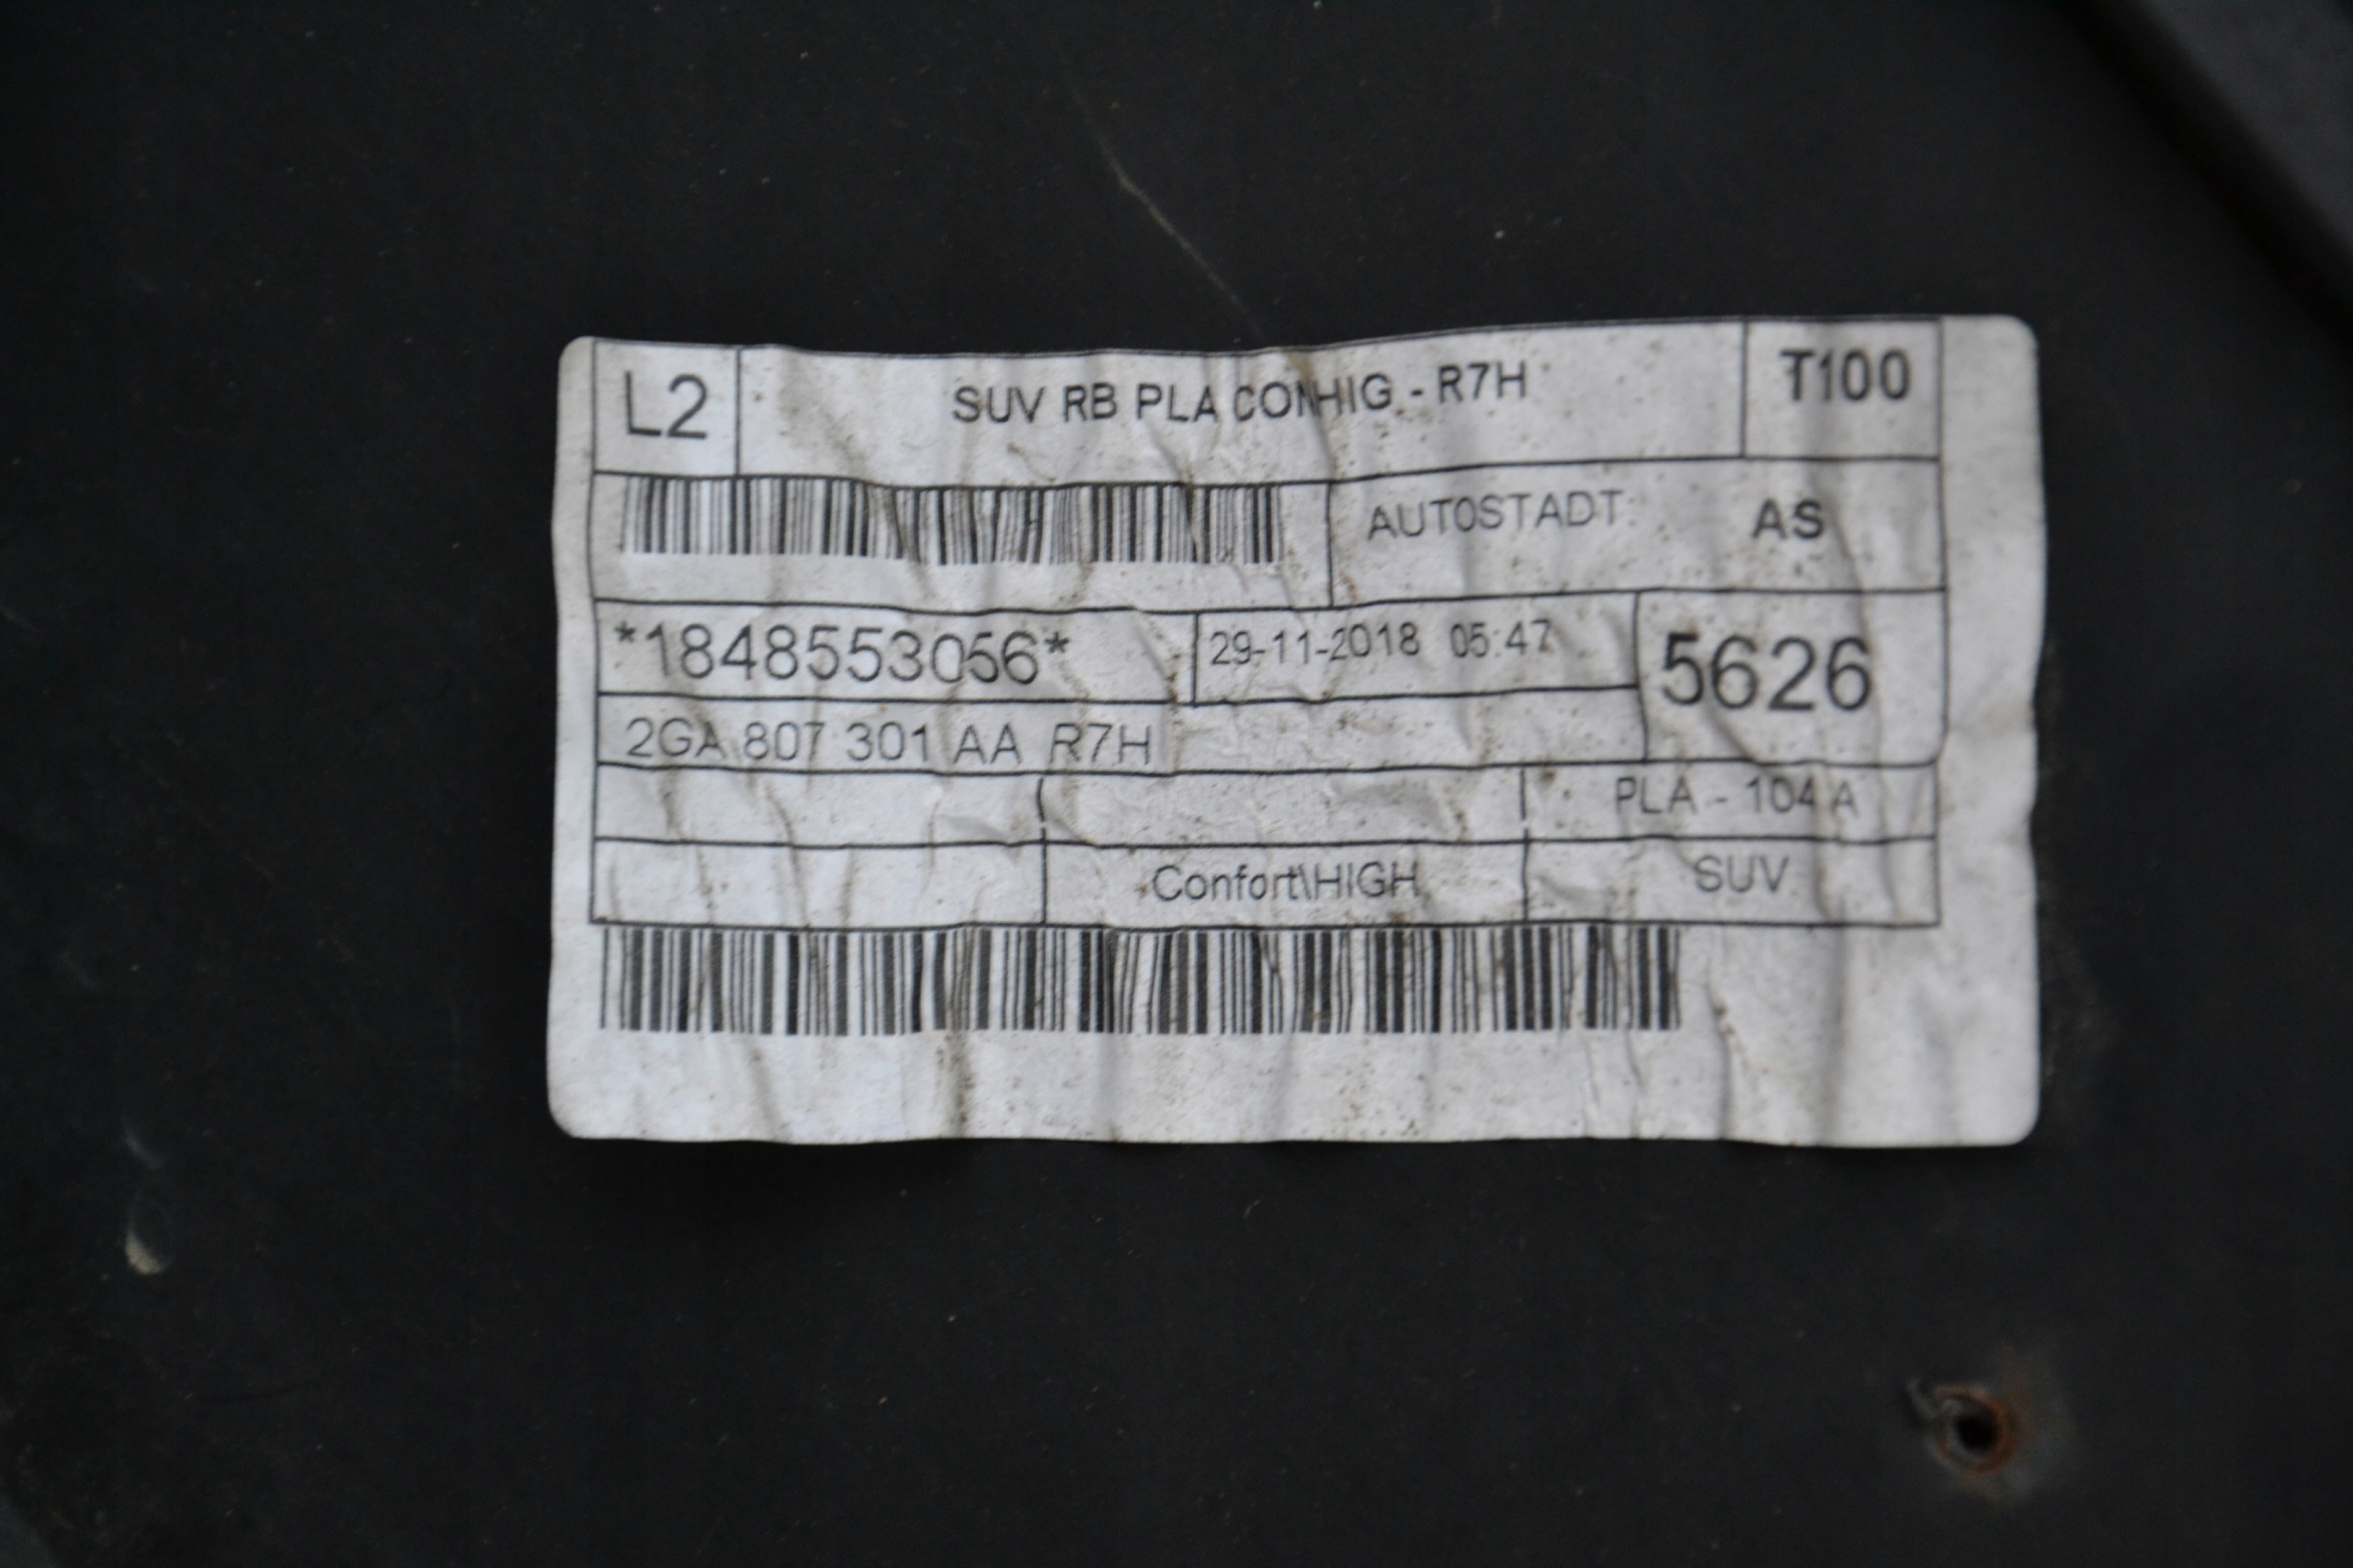 L2 SUV RB PLA CONHIG - R7H T100
AUTOSTADT: AS
*1848553056* 29-11-2018 05:47 5626
2GA 807 301 AA R7H
PLA - 104 A
Confort\HIGH SUV